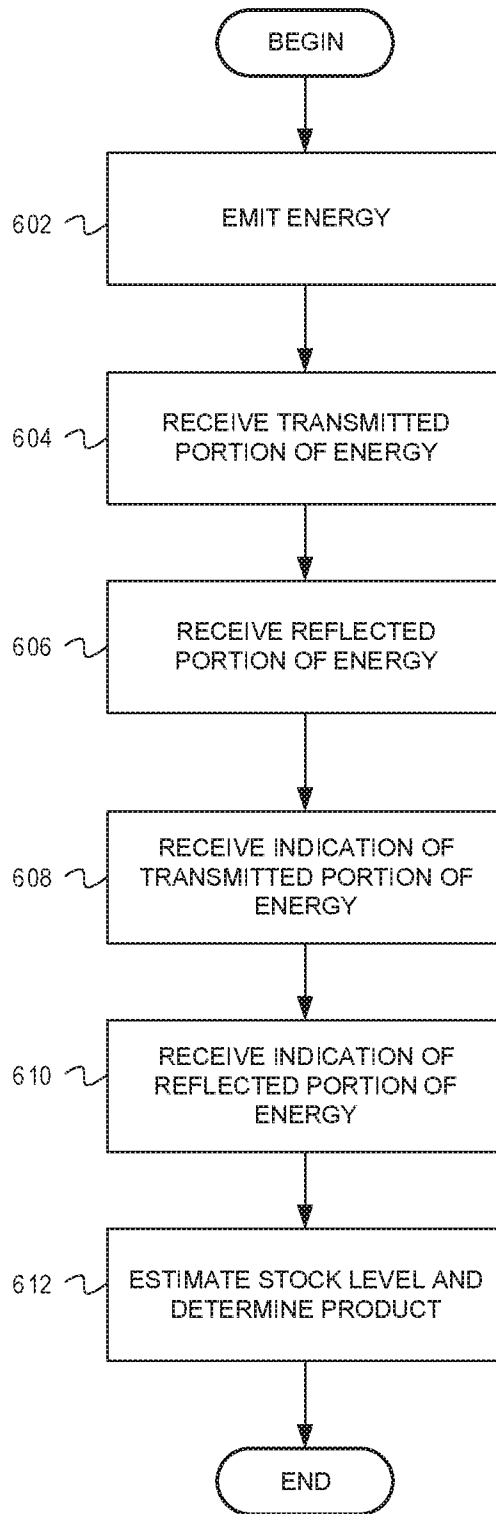 BEGIN
602
EMIT ENERGY
604
RECEIVE TRANSMITTED
PORTION OF ENERGY
606
RECEIVE REFLECTED
PORTION OF ENERGY
608
RECEIVE INDICATION OF
TRANSMITTED PORTION OF
ENERGY
610
RECEIVE INDICATION OF
REFLECTED PORTION OF
ENERGY
612
ESTIMATE STOCK LEVEL AND
DETERMINE PRODUCT
END